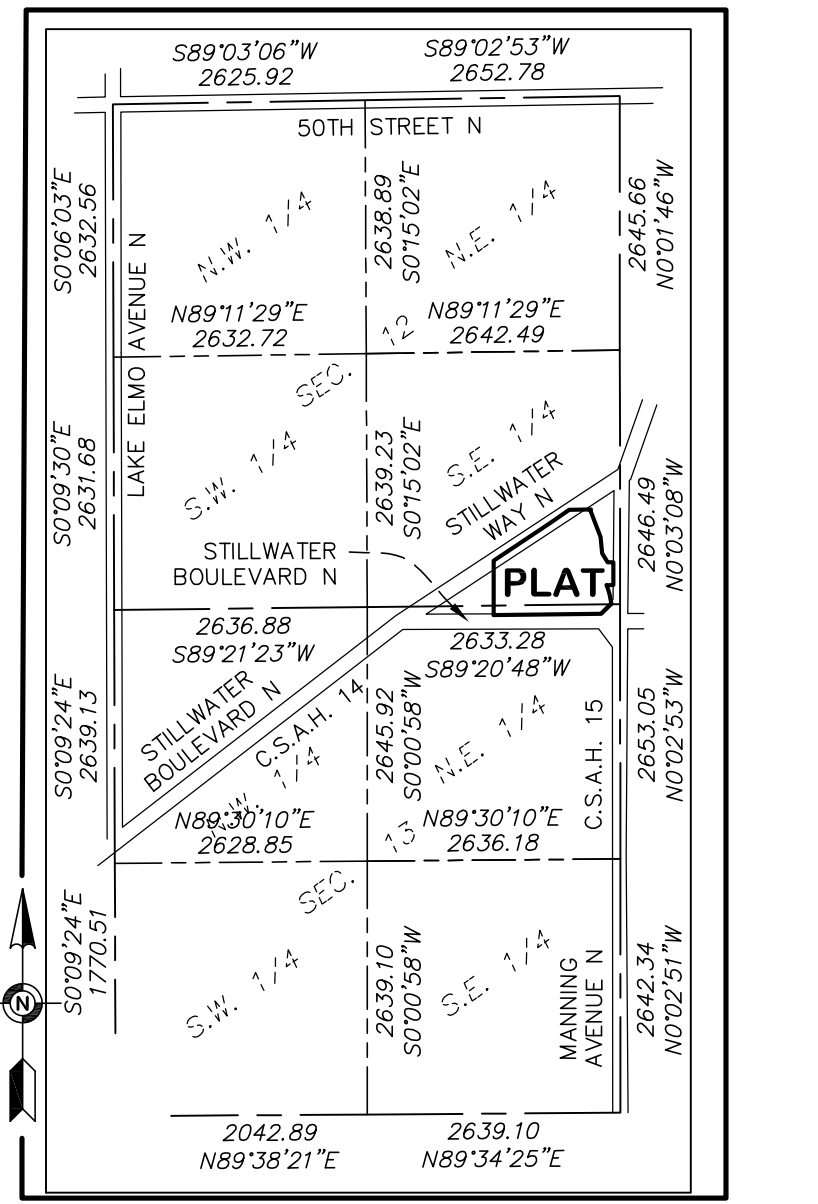 S89°03'06"W
2625.92
S89°02'53"W
2652.78
50TH STREET N
S0°06'03"E
2632.56
LAKE ELMO AVENUE N
N.W. 1/4
2638.89
S0°15'02"E
N.E. 1/4
2645.66
N0°01'46"W
N89°11'29"E
2632.72
12
N89°11'29"E
2642.49
SEC.
S0°09'30"E
2631.68
S.W. 1/4
2639.23
S0°15'02"E
S.E. 1/4
STILLWATER
WAY N
2646.49
N0°03'08"W
STILLWATER
BOULEVARD N
PLAT
2636.88
S89°21'23"W
2633.28
S89°20'48"W
S0°09'24"E
2639.13
STILLWATER
BOULEVARD N
C.S.A.H. 14
N.W. 1/4
2645.92
S0°00'58"W
N.E. 1/4
C.S.A.H. 15
2653.05
N0°02'53"W
N89°30'10"E
2628.85
13
N89°30'10"E
2636.18
SEC.
S0°09'24"E
1770.51
S.W. 1/4
2639.10
S0°00'58"W
S.E. 1/4
MANNING
AVENUE N
2642.34
N0°02'51"W
N
2042.89
N89°38'21"E
2639.10
N89°34'25"E